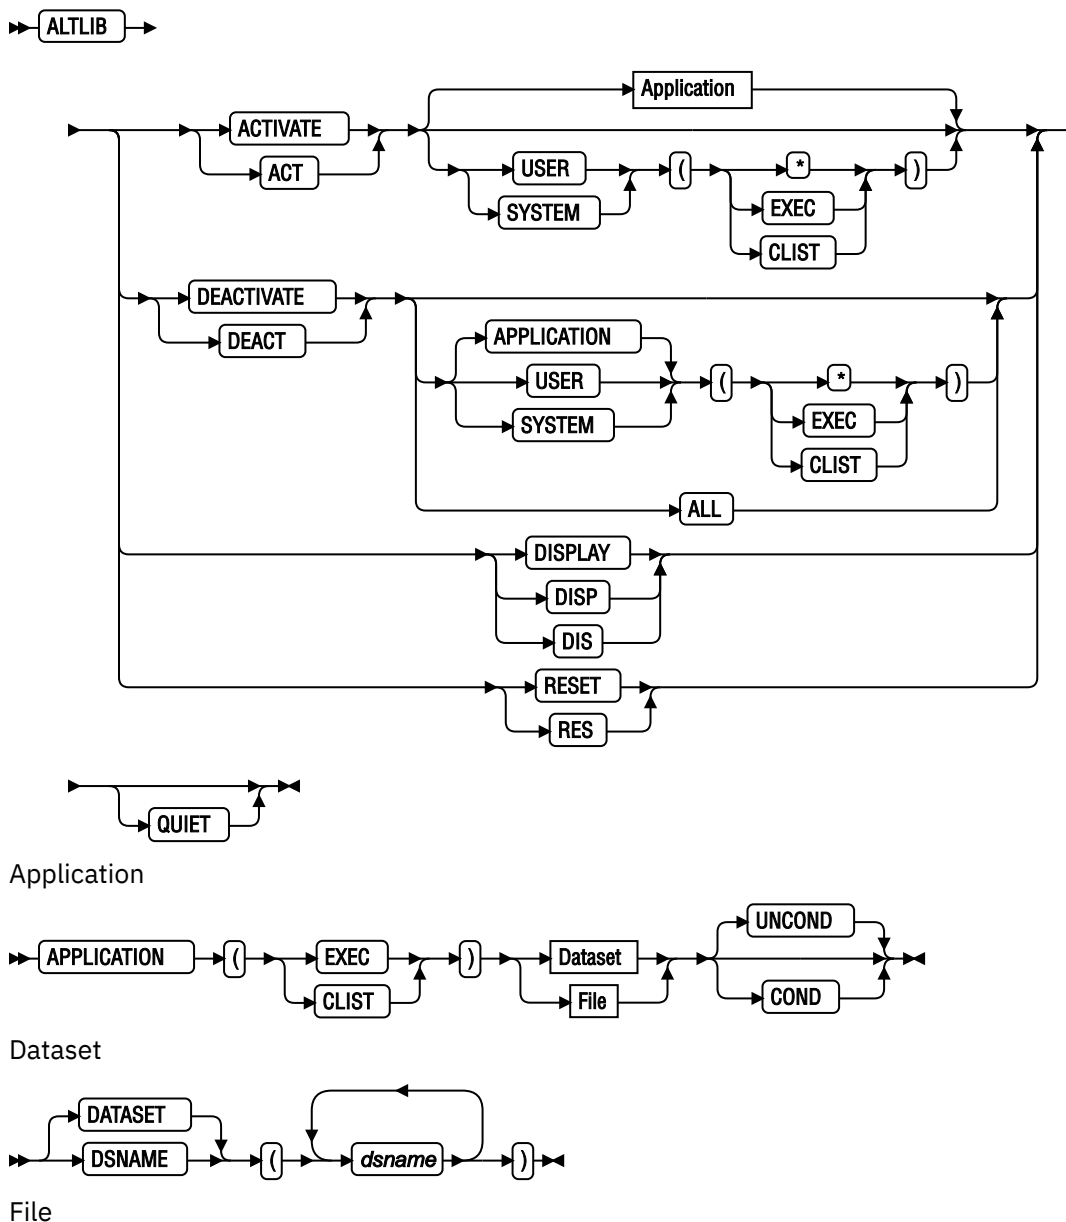 ALTLIB
Application
ACTIVATE
ACT
USER ( * )
SYSTEM EXEC
CLIST
DEACTIVATE
DEACT
APPLICATION
USER ( * )
SYSTEM EXEC
CLIST
ALL
DISPLAY
DISP
DIS
RESET
RES
QUIET
Application
UNCOND
APPLICATION ( EXEC ) Dataset
CLIST File COND
Dataset
DATASET
DSNAME ( dsname )
File